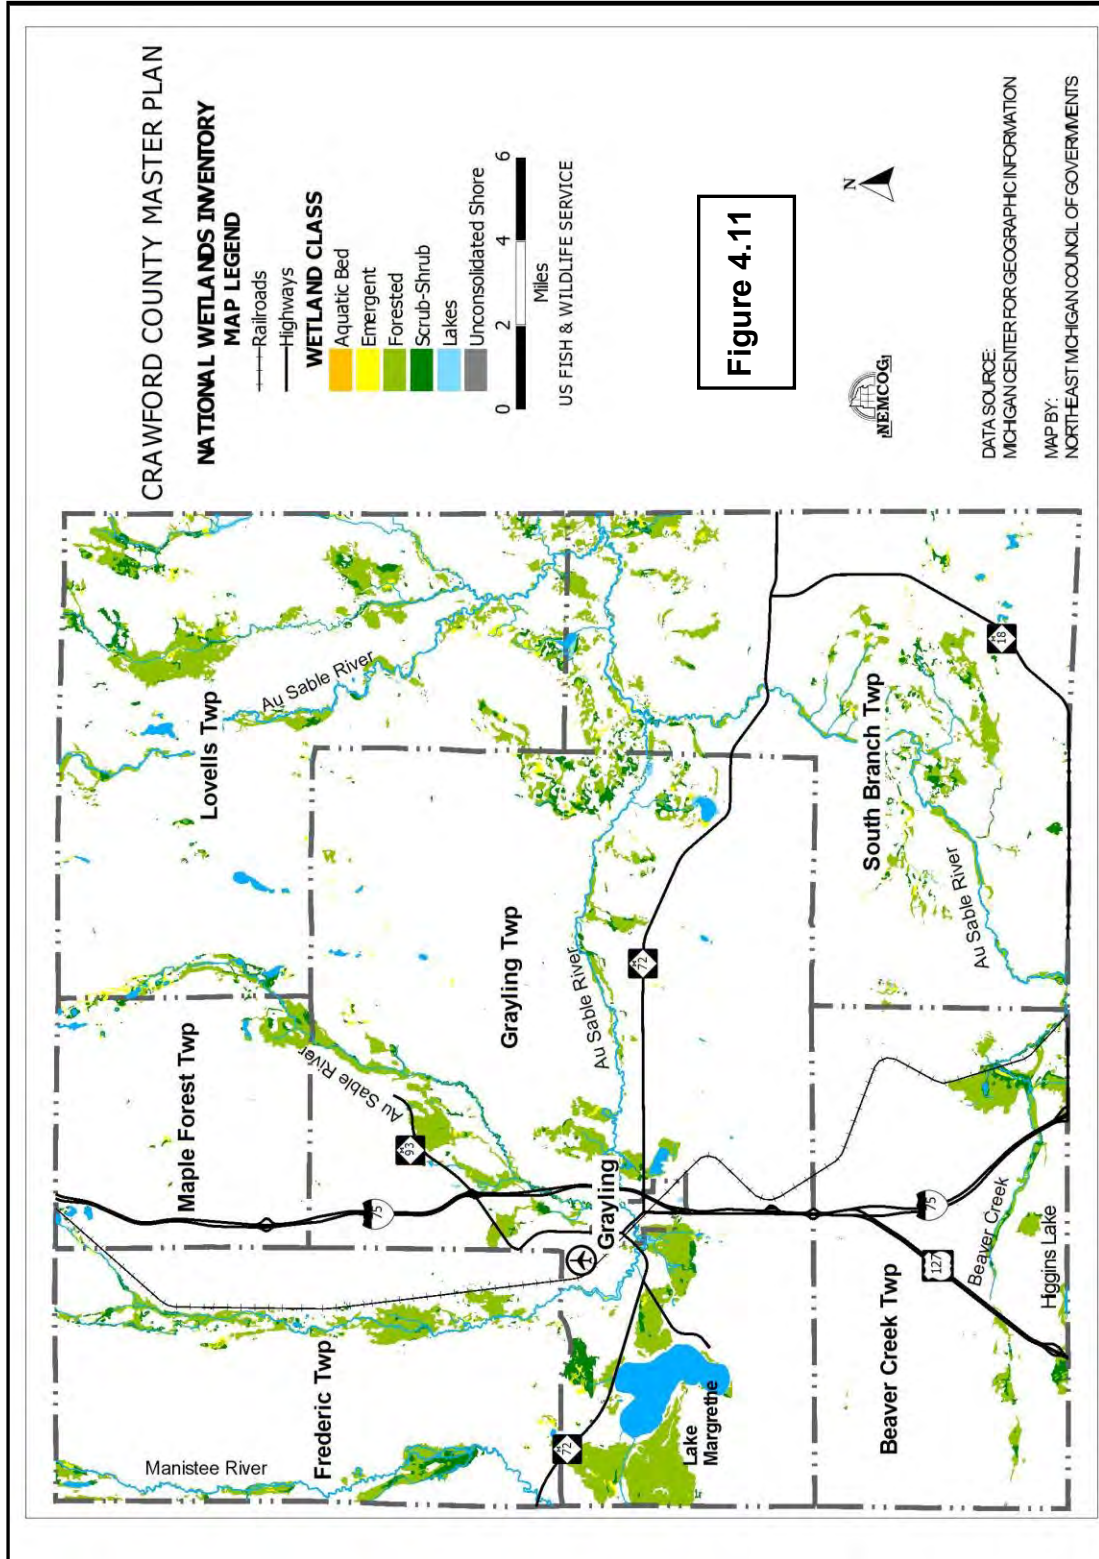 CRAWFORD COUNTY MASTER PLAN
NATIONAL WETLANDS INVENTORY
MAP LEGEND
Railroads
Highways
WETLAND CLASS
Aquatic Bed
Emergent
Forested
Scrub-Shrub
Lakes
Unconsolidated Shore
0 2 4 6
Miles
US FISH & WILDLIFE SERVICE
Figure 4.11
N
NEMCOG
DATA SOURCE:
MICHIGAN CENTER FOR GEOGRAPHIC INFORMATION
MAP BY:
NORTHEAST MICHIGAN COUNCIL OF GOVERNMENTS
Frederic Twp
Maple Forest Twp
Lovells Twp
Manistee River
Au Sable River
Au Sable River
M
93
75
Grayling Twp
Au Sable River
Grayling
M
72
M
72
Lake
Margrethe
Beaver Creek Twp
South Branch Twp
75
127
Beaver Creek
Higgins Lake
Au Sable River
M
18